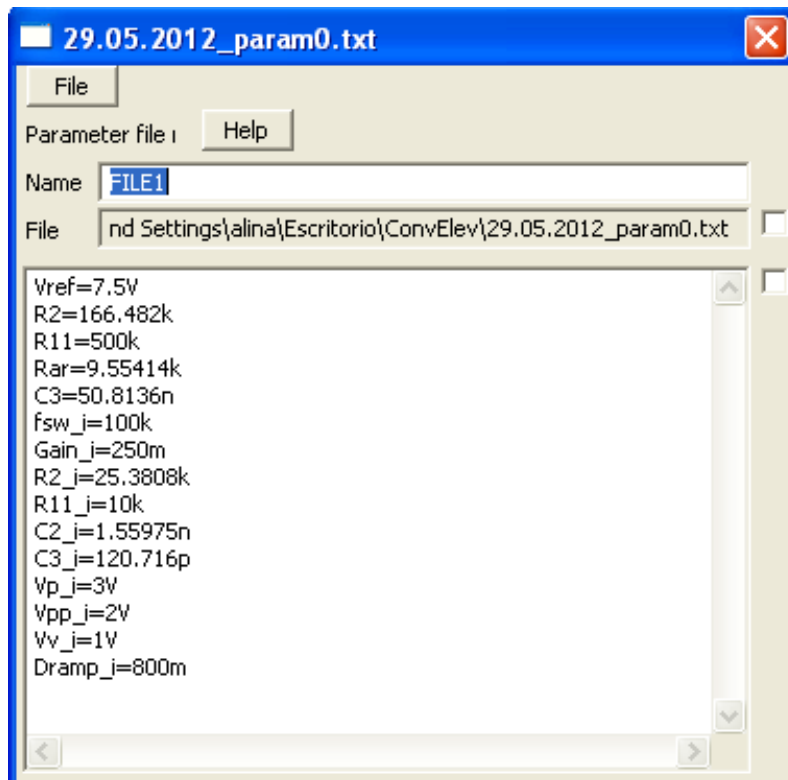 29.05.2012_param0.txt
File
Parameter file
Help
Name FILE1
File nd Settings\alina\Escritorio\ConvElev\29.05.2012_param0.txt
Vref=7.5V
R2=166.482k
R11=500k
Rar=9.55414k
C3=50.8136n
fsw_i=100k
Gain_i=250m
R2_i=25.3808k
R11_i=10k
C2_i=1.55975n
C3_i=120.716p
Vp_i=3V
Vpp_i=2V
Vv_i=1V
Dramp_i=800m